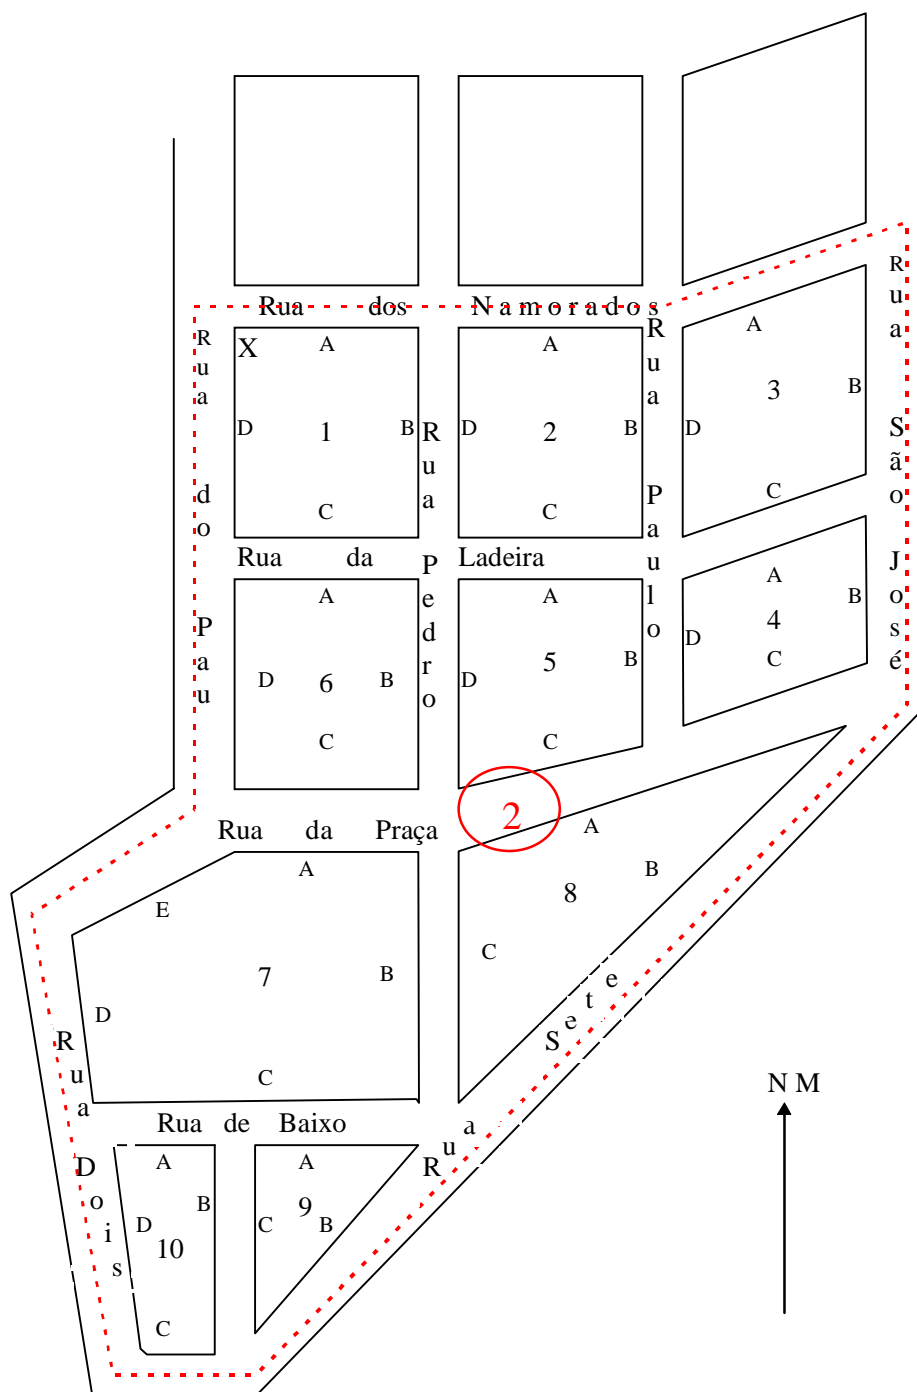 Rua dos Namorados
Rua do Pau
X
A
D 1 B
C
Rua Pedro
A
D 2 B
C
Rua Paulo
A
D 3 B
C
Rua São José
Rua da Ladeira
A
D 6 B
C
A
D 5 B
C
A
D 4 B
C
2
Rua da Praça
A
E
D 7 B
C
A
B
8
C
Rua Sete
Rua Dois
Rua de Baixo
A
B
D
10
C
A
9
C B
N M